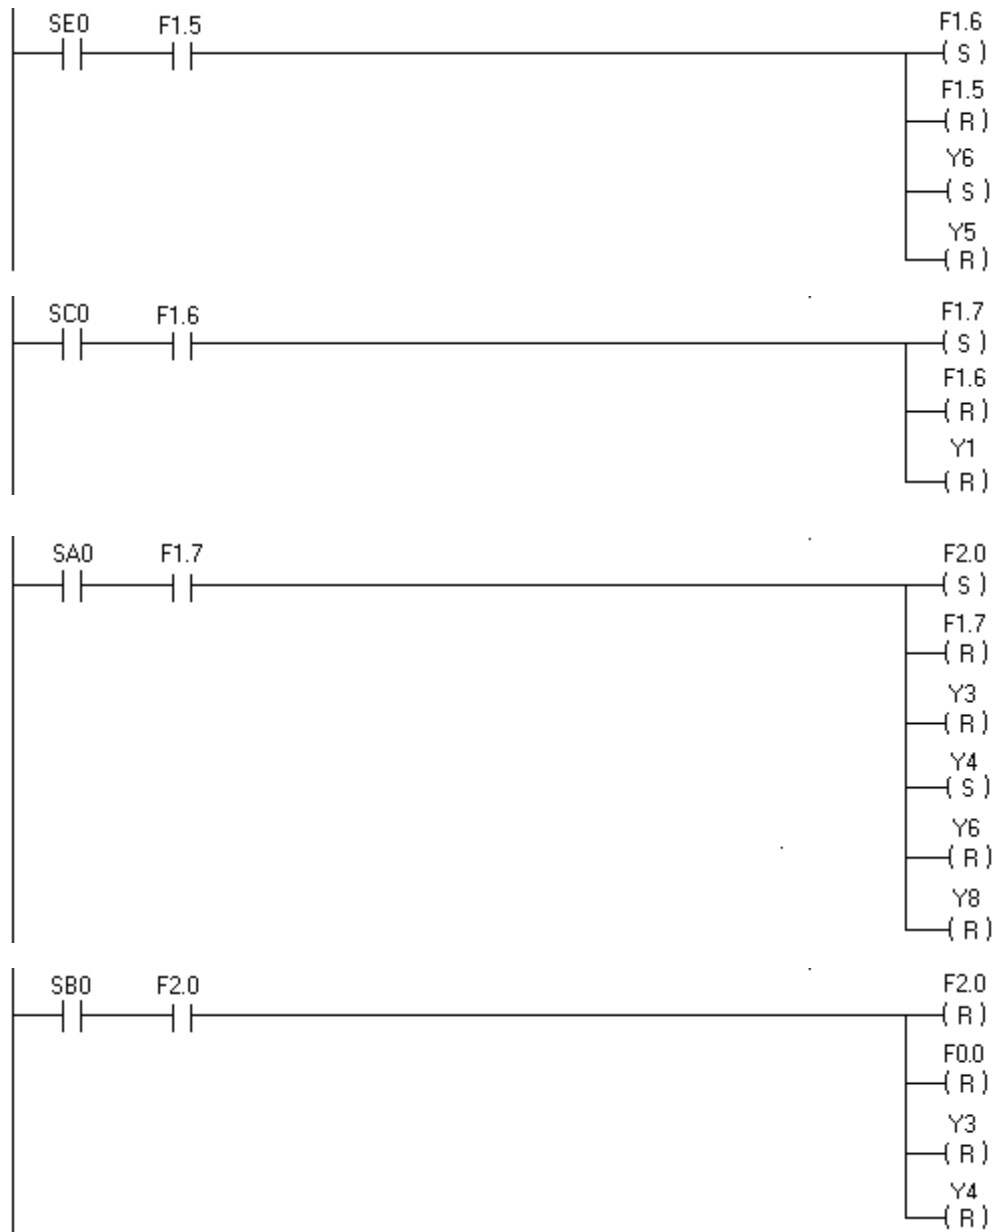 SE0 F1.5 F1.6
( S )
F1.5
( R )
Y6
( S )
Y5
( R )
SC0 F1.6 F1.7
( S )
F1.6
( R )
Y1
( R )
SA0 F1.7 F2.0
( S )
F1.7
( R )
Y3
( R )
Y4
( S )
Y6
( R )
Y8
( R )
SB0 F2.0 F2.0
( R )
F0.0
( R )
Y3
( R )
Y4
( R )